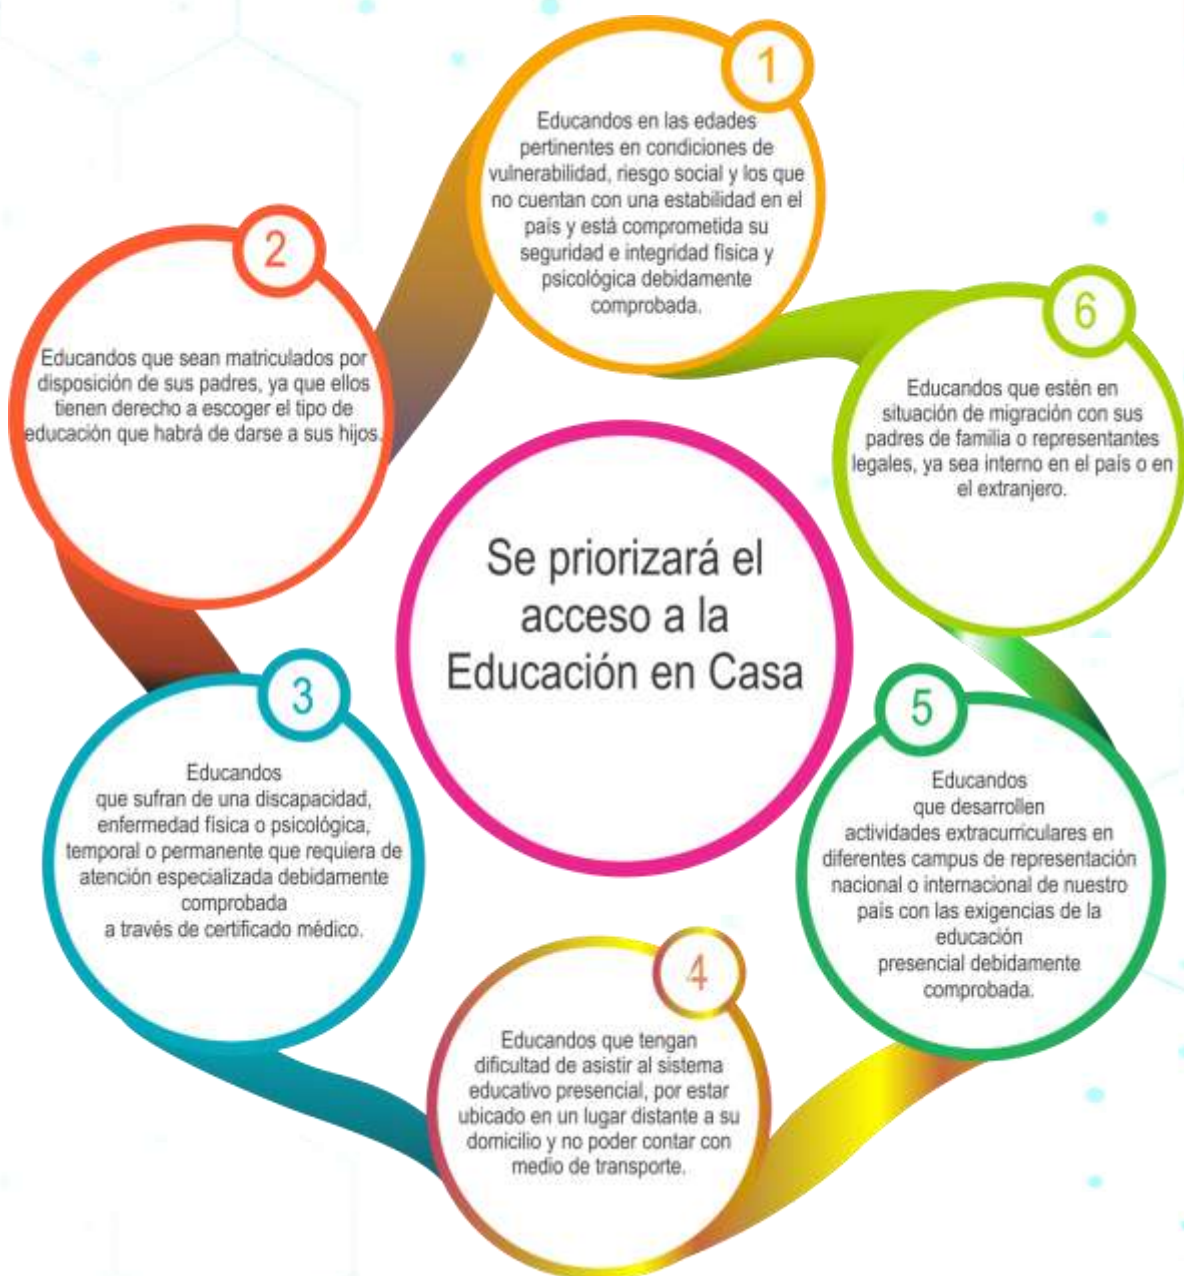 1
Educandos en las edades
pertinentes en condiciones de
vulnerabilidad, riesgo social y los que
no cuentan con una estabilidad en el
país y está comprometida su
seguridad e integridad física y
psicológica debidamente
comprobada.
2
Educandos que sean matriculados por
disposición de sus padres, ya que ellos
tienen derecho a escoger el tipo de
educación que habrá de darse a sus hijos.
3
Educandos
que sufran de una discapacidad,
enfermedad física o psicológica,
temporal o permanente que requiera de
atención especializada debidamente
comprobada
a través de certificado médico.
4
Educandos que tengan
dificultad de asistir al sistema
educativo presencial, por estar
ubicado en un lugar distante a su
domicilio y no poder contar con
medio de transporte.
5
Educandos
que desarrollen
actividades extracurriculares en
diferentes campus de representación
nacional o internacional de nuestro
país con las exigencias de la
educación
presencial debidamente
comprobada.
6
Educandos que estén en
situación de migración con sus
padres de familia o representantes
legales, ya sea interno en el país o en
el extranjero.
Se priorizará el
acceso a la
Educación en Casa